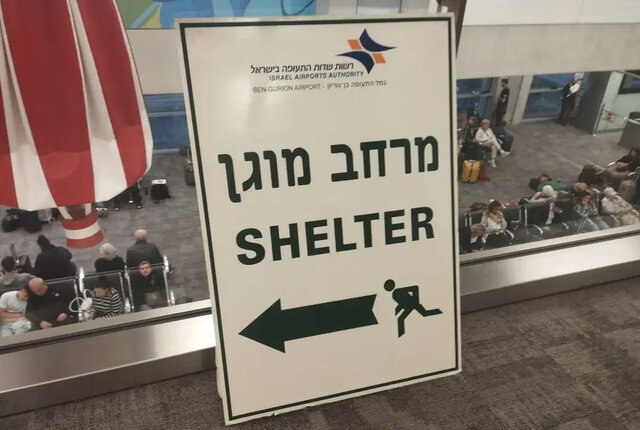 רשות שדות התעופה בישראל
ISRAEL AIRPORTS AUTHORITY
נמל התעופה בן־גוריון - BEN-GURION AIRPORT
מרחב מוגן
SHELTER